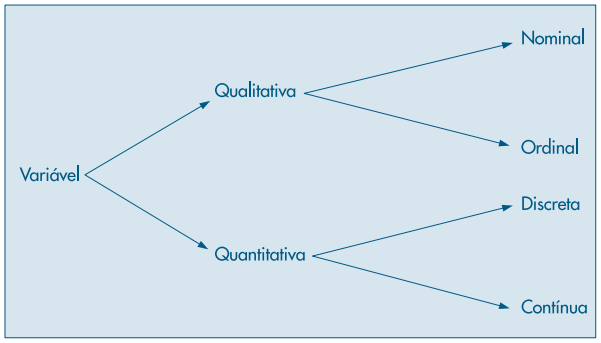 Nominal
Qualitativa
Ordinal
Variável
Discreta
Quantitativa
Contínua